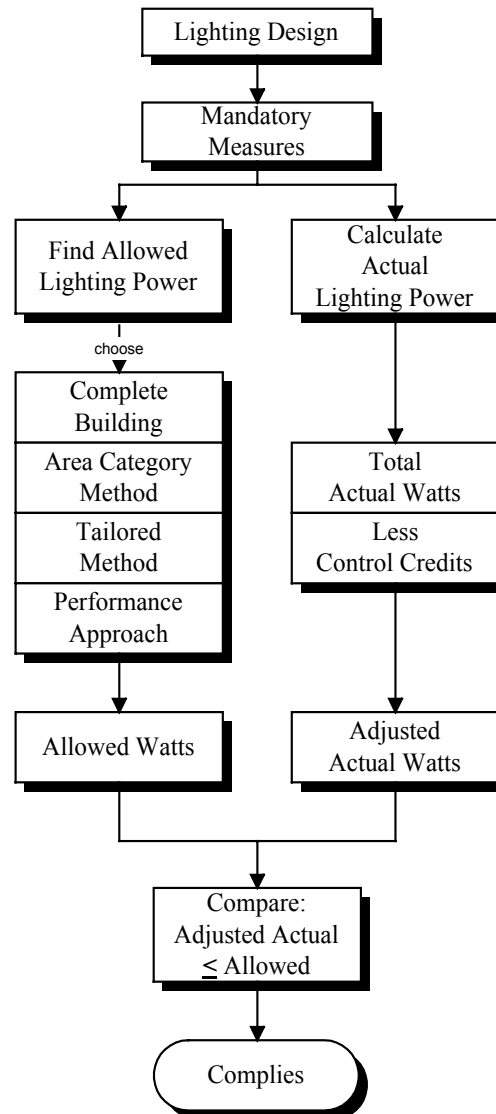 Lighting Design
Mandatory
Measures
Find Allowed
Lighting Power
choose
Complete
Building
Area Category
Method
Tailored
Method
Performance
Approach
Allowed Watts
Calculate
Actual
Lighting Power
Total
Actual Watts
Less
Control Credits
Adjusted
Actual Watts
Compare:
Adjusted Actual
≤ Allowed
Complies